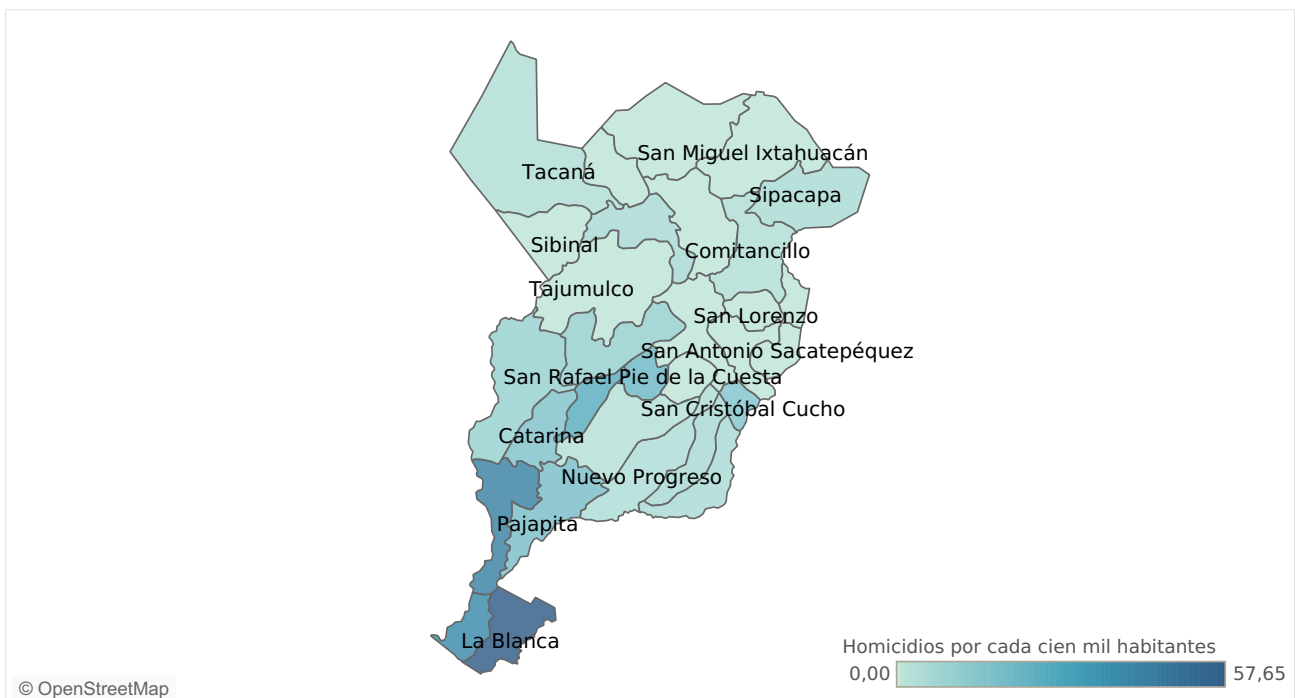 San Miguel Ixtahuacán
Tacaná
Sipacapa
Sibinal
Comitancillo
Tajumulco
San Lorenzo
San Antonio Sacatepéquez
San Rafael Pie de la Cuesta
San Cristóbal Cucho
Catarina
Nuevo Progreso
Pajapita
La Blanca
Homicidios por cada cien mil habitantes
0,00 57,65
© OpenStreetMap